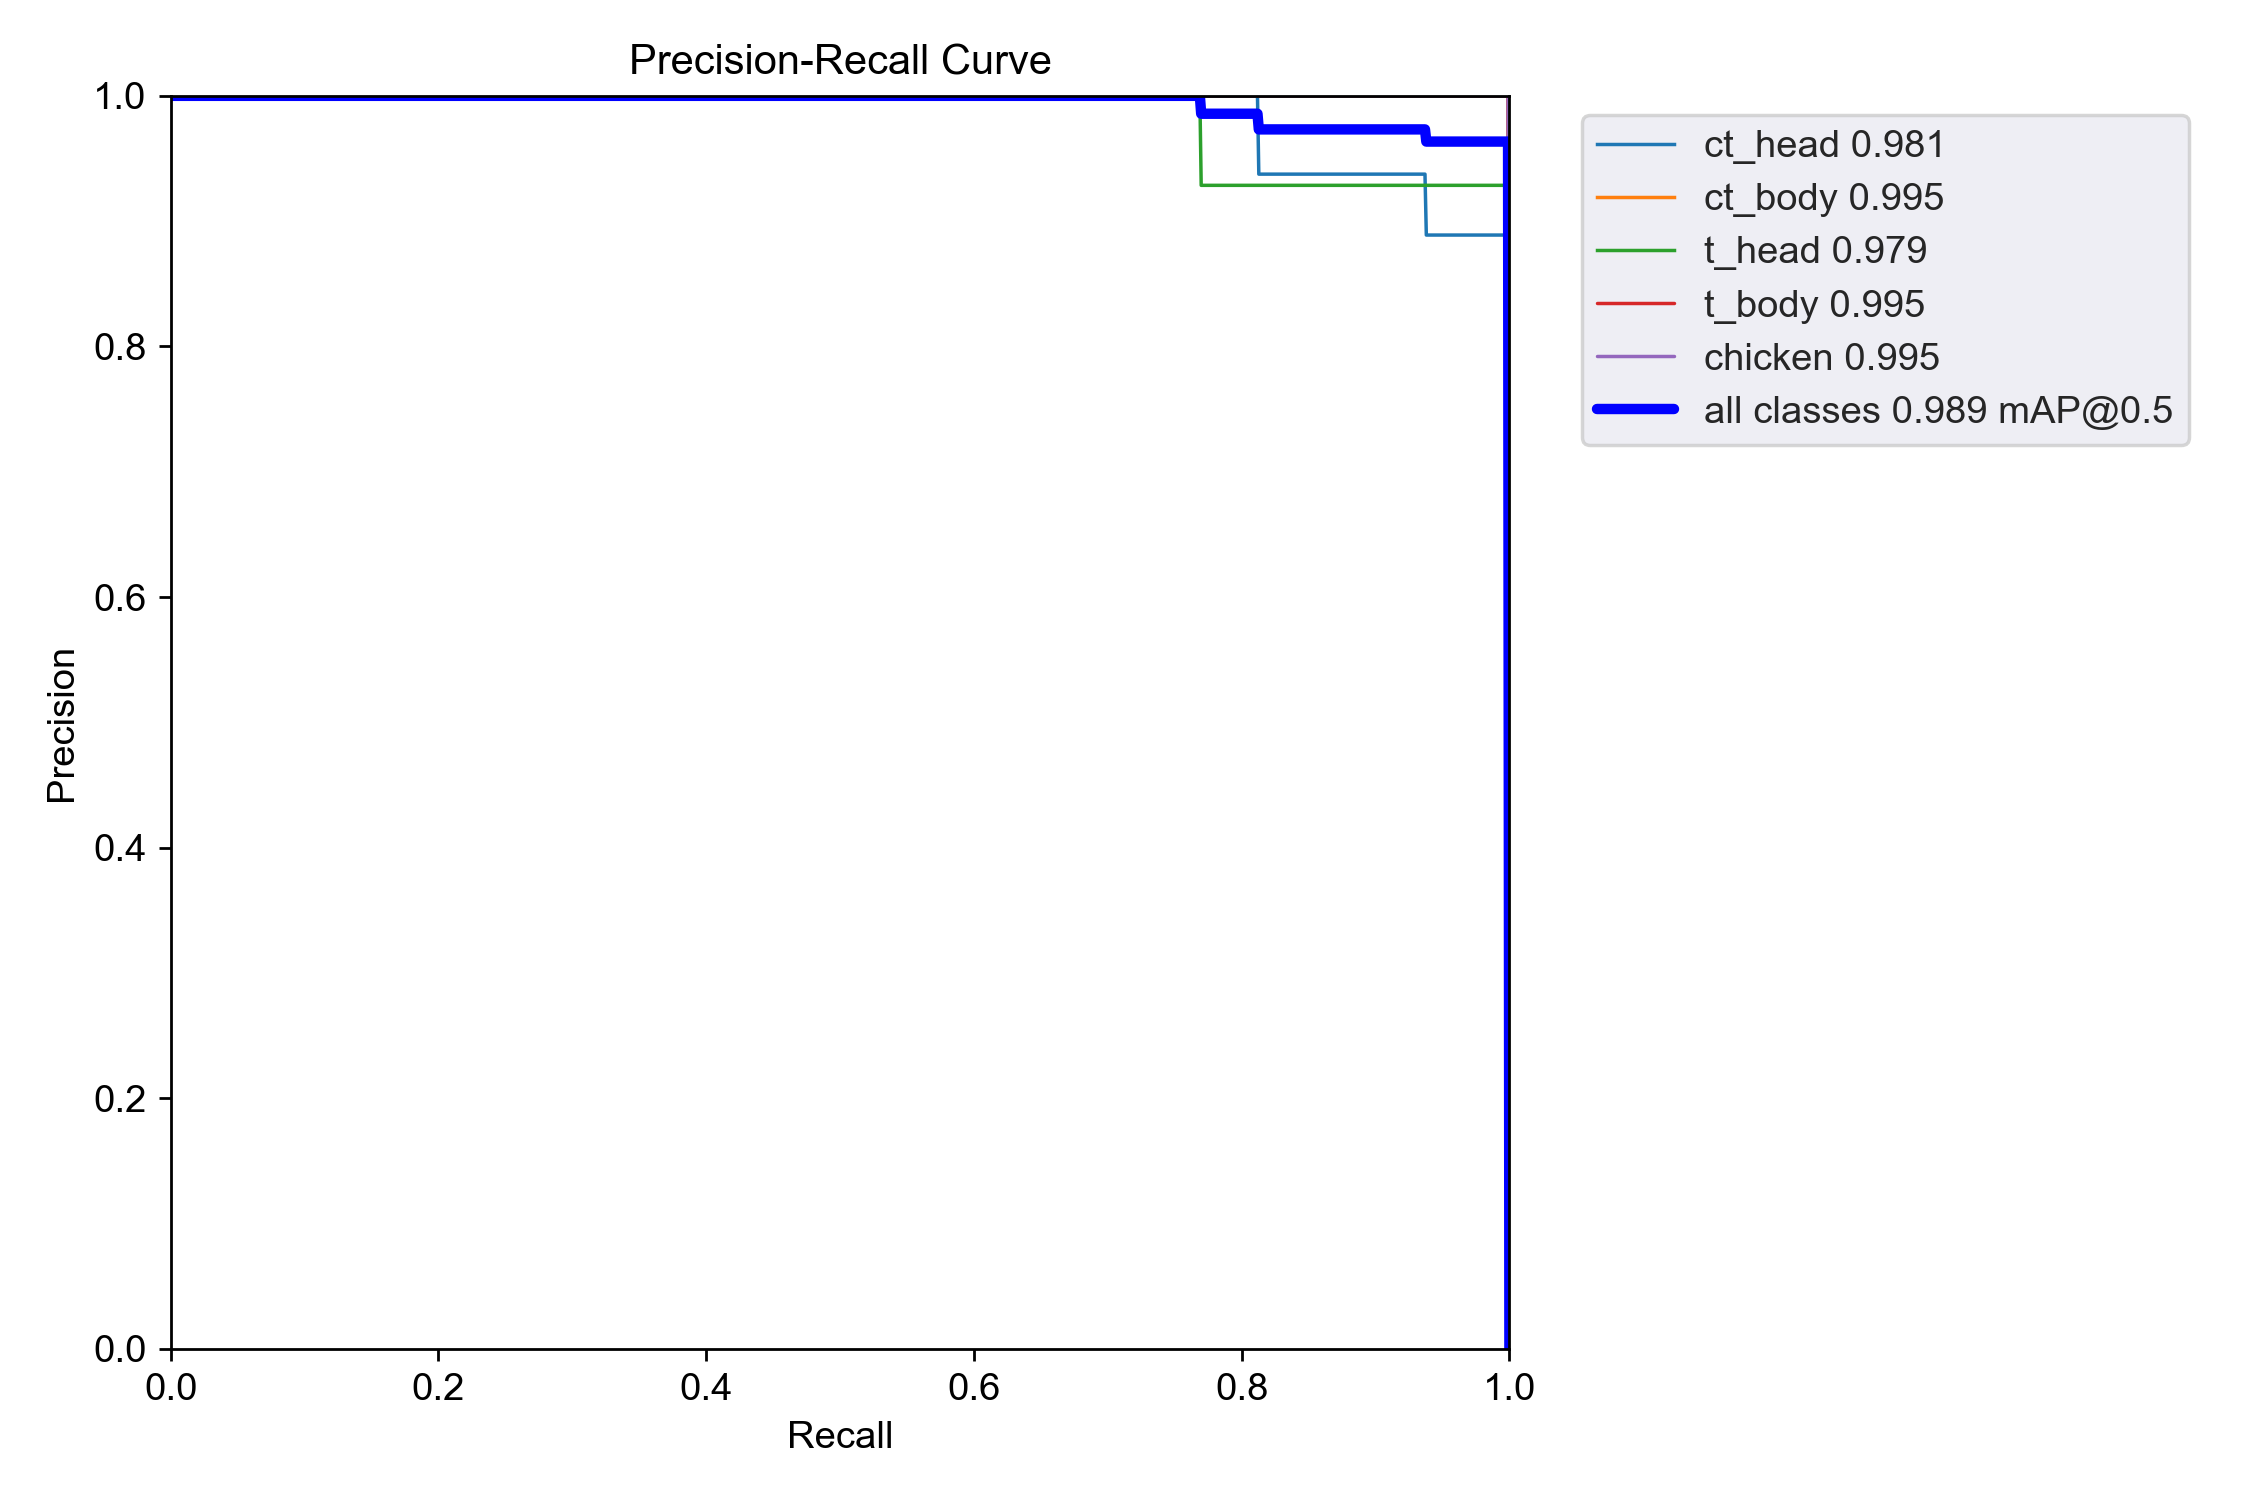 Precision-Recall Curve
1.0
0.8
0.6
0.4
0.2
0.0
Precision
0.0 0.2 0.4 0.6 0.8 1.0
Recall
ct_head 0.981
ct_body 0.995
t_head 0.979
t_body 0.995
chicken 0.995
all classes 0.989 mAP@0.5